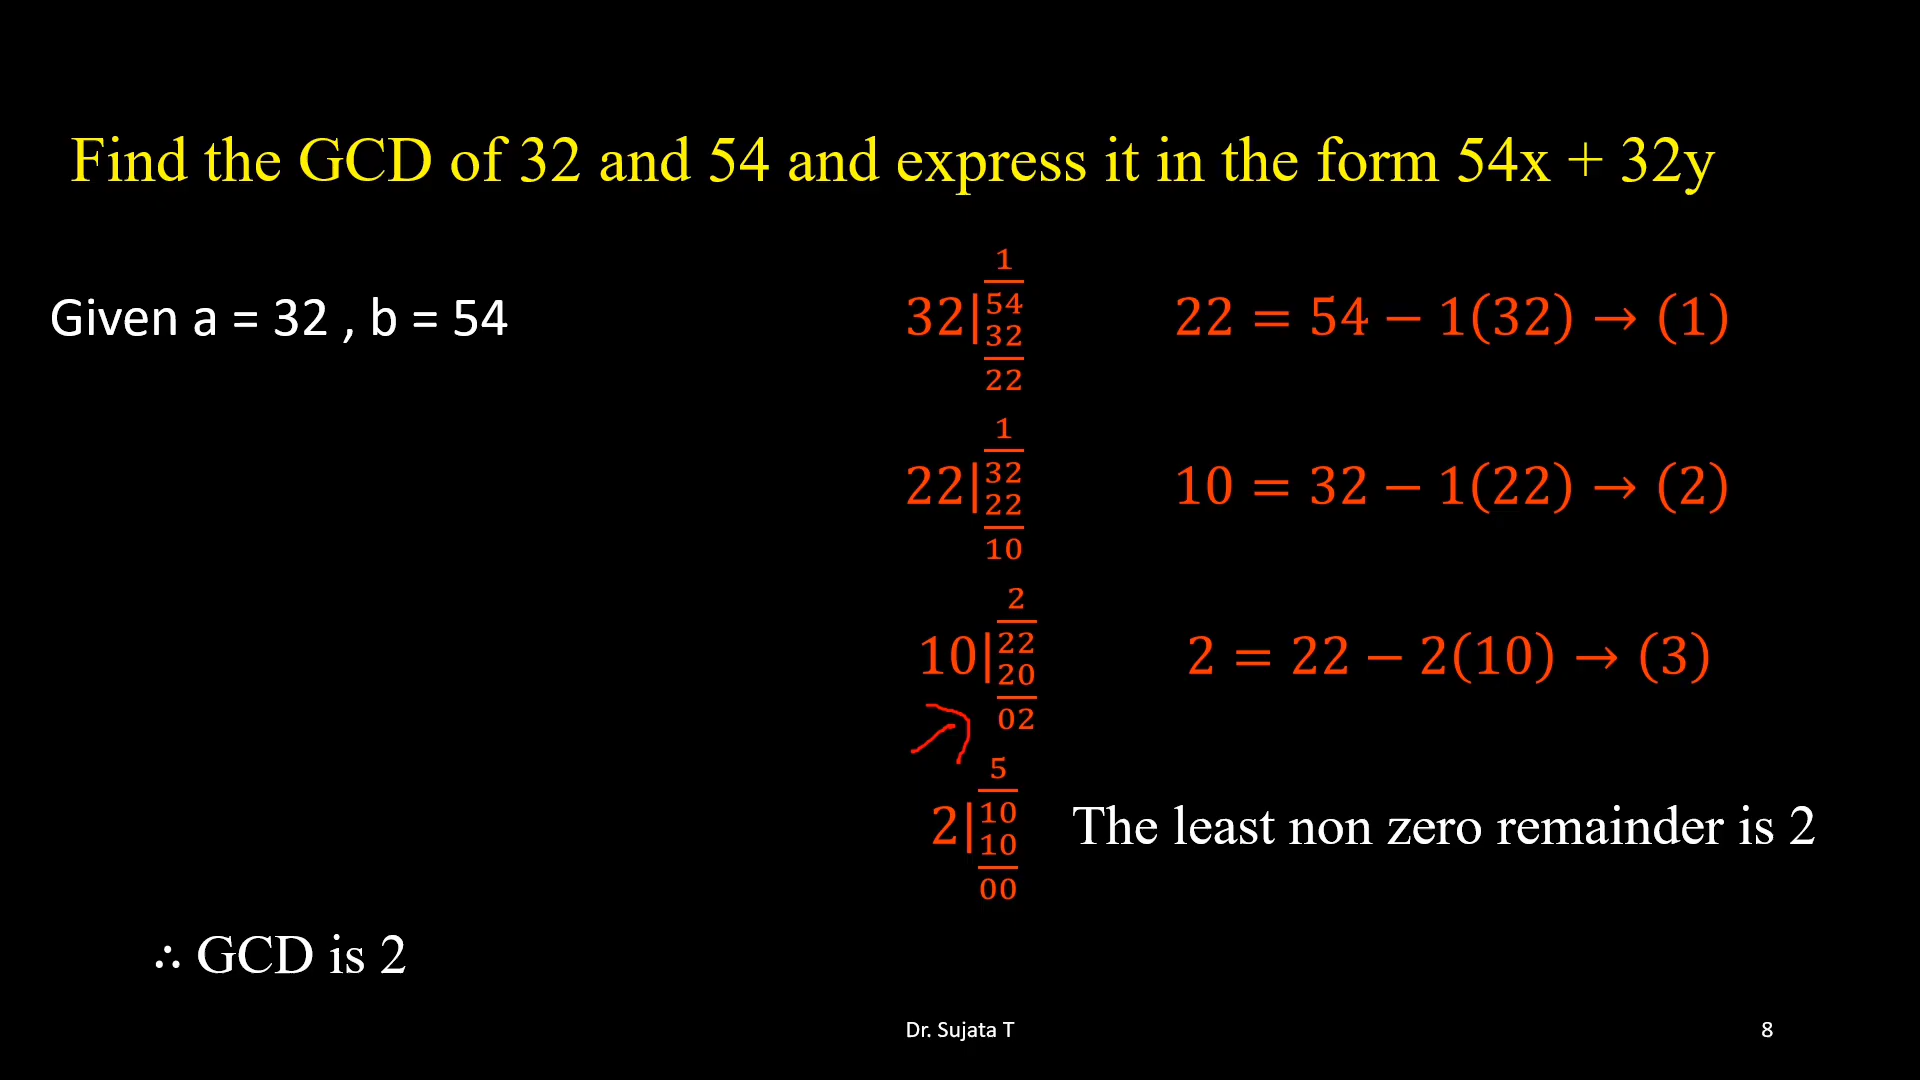 Find the GCD of 32 and 54 and express it in the form 54x + 32y
Given a = 32 , b = 54
1
32|54
32
22
22 = 54 − 1(32) → (1)
1
22|32
22
10
10 = 32 − 1(22) → (2)
2
10|22
20
02
2 = 22 − 2(10) → (3)
5
2|10
10
00
The least non zero remainder is 2
∴ GCD is 2
Dr. Sujata T
8